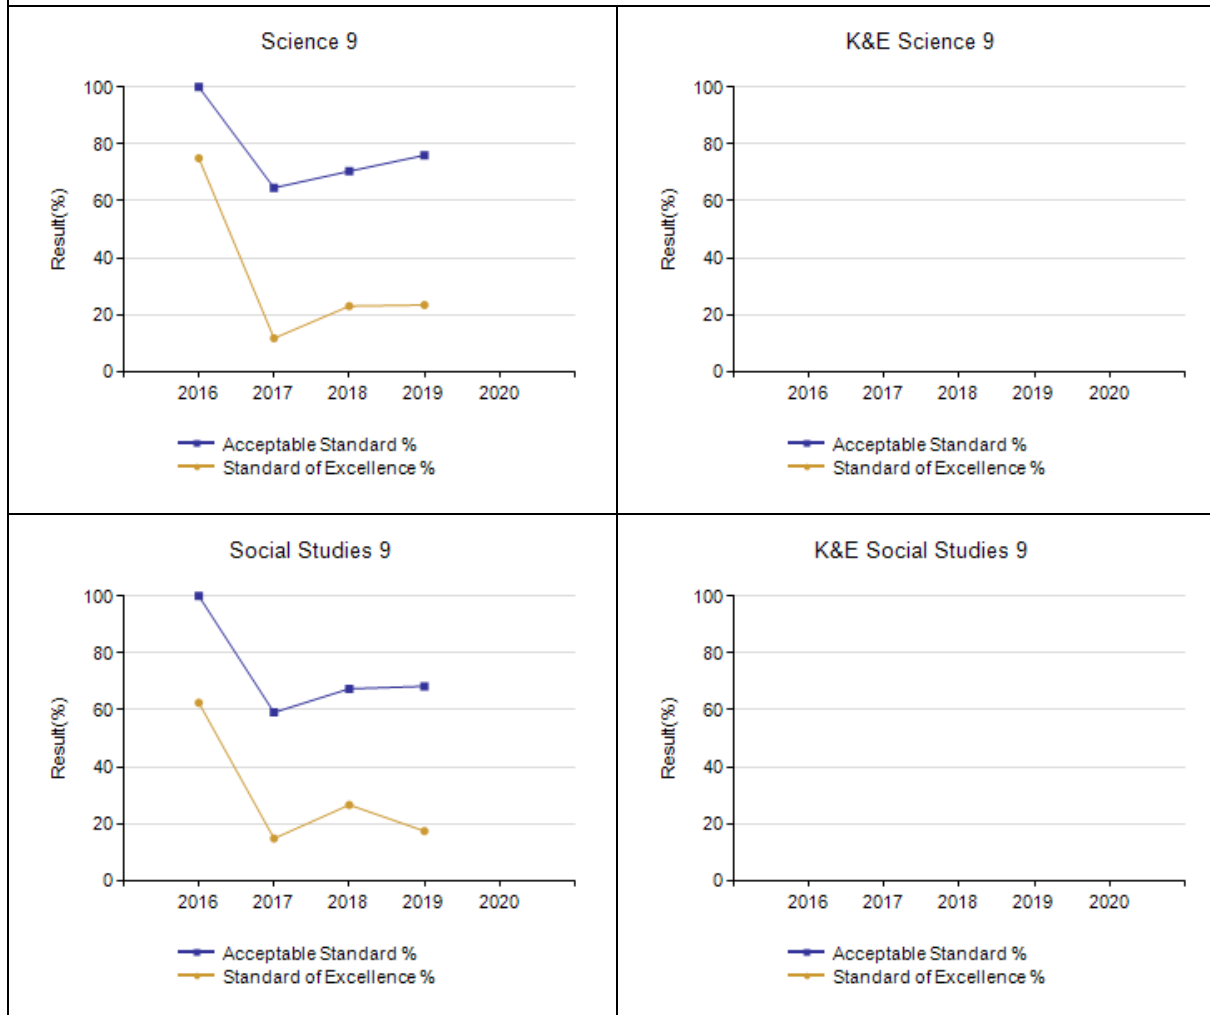 Science 9
100
80
60
40
20
0
Result(%)
2016 2017 2018 2019 2020
Acceptable Standard %
Standard of Excellence %
K&E Science 9
100
80
60
40
20
0
Result(%)
2016 2017 2018 2019 2020
Acceptable Standard %
Standard of Excellence %
Social Studies 9
100
80
60
40
20
0
Result(%)
2016 2017 2018 2019 2020
Acceptable Standard %
Standard of Excellence %
K&E Social Studies 9
100
80
60
40
20
0
Result(%)
2016 2017 2018 2019 2020
Acceptable Standard %
Standard of Excellence %